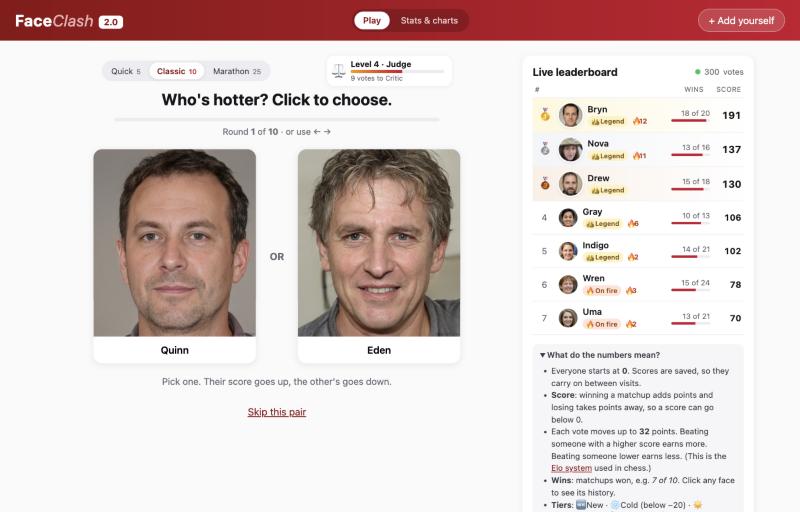 FaceClash 2.0
Play
Stats & charts
+ Add yourself
Quick 5
Classic 10
Marathon 25
Level 4 · Judge
9 votes to Critic
Who's hotter? Click to choose.
Round 1 of 10 · or use ← →
OR
Quinn
Eden
Pick one. Their score goes up, the other's goes down.
Skip this pair
Live leaderboard
300 votes
# WINS SCORE
Bryn
👑Legend 🔥12
18 of 20
191
Nova
👑Legend 🔥11
13 of 16
137
Drew
👑Legend
15 of 18
130
4
Gray
👑Legend 🔥6
10 of 13
106
5
Indigo
👑Legend 🔥2
14 of 21
102
6
Wren
🔥On fire 🔥3
15 of 24
78
7
Uma
🔥On fire 🔥2
13 of 21
70
▼What do the numbers mean?
• Everyone starts at 0. Scores are saved, so they
carry on between visits.
• Score: winning a matchup adds points and
losing takes points away, so a score can go
below 0.
• Each vote moves up to 32 points. Beating
someone with a higher score earns more.
Beating someone lower earns less. (This is the
Elo system used in chess.)
• Wins: matchups won, e.g. 7 of 10. Click any face
to see its history.
• Tiers: 🆕New · ❄️Cold (below −20) · ☀️